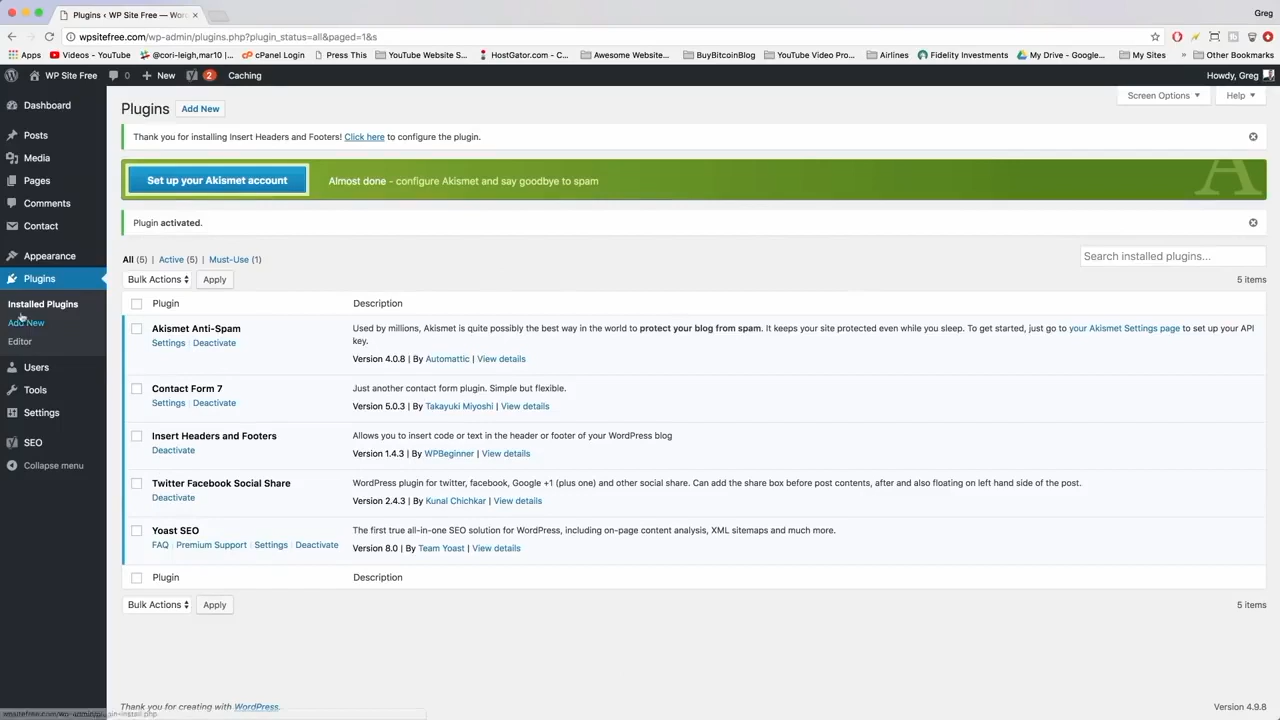 Plugins ‹ WP Site Free — Wor
Greg
wpsitefree.com/wp-admin/plugins.php?plugin_status=all&paged=1&s
Apps Videos - YouTube @cori-leigh,mar10 |... cPanel Login Press This YouTube Website S... HostGator.com - C... Awesome Website... BuyBitcoinBlog YouTube Video Pro... Airlines Fidelity Investments My Drive - Google... My Sites » Other Bookmarks
WP Site Free 0 New 2 Caching Howdy, Greg
Dashboard
Posts
Media
Pages
Comments
Contact
Appearance
Plugins
Installed Plugins
Add New
Editor
Users
Tools
Settings
SEO
Collapse menu
Screen Options Help
Plugins Add New
Thank you for installing Insert Headers and Footers! Click here to configure the plugin.
Set up your Akismet account Almost done - configure Akismet and say goodbye to spam
A
Plugin activated.
All (5) | Active (5) | Must-Use (1)
Search installed plugins...
Bulk Actions Apply 5 items
Plugin Description
Akismet Anti-Spam
Settings | Deactivate
Used by millions, Akismet is quite possibly the best way in the world to protect your blog from spam. It keeps your site protected even while you sleep. To get started, just go to your Akismet Settings page to set up your API
key.
Version 4.0.8 | By Automattic | View details
Contact Form 7
Settings | Deactivate
Just another contact form plugin. Simple but flexible.
Version 5.0.3 | By Takayuki Miyoshi | View details
Insert Headers and Footers
Deactivate
Allows you to insert code or text in the header or footer of your WordPress blog
Version 1.4.3 | By WPBeginner | View details
Twitter Facebook Social Share
Deactivate
WordPress plugin for twitter, facebook, Google +1 (plus one) and other social share. Can add the share box before post contents, after and also floating on left hand side of the post.
Version 2.4.3 | By Kunal Chichkar | View details
Yoast SEO
FAQ | Premium Support | Settings | Deactivate
The first true all-in-one SEO solution for WordPress, including on-page content analysis, XML sitemaps and much more.
Version 8.0 | By Team Yoast | View details
Plugin Description
Bulk Actions Apply 5 items
Thank you for creating with WordPress. Version 4.9.8
wpsitefree.com/wp-admin/plugin-install.php